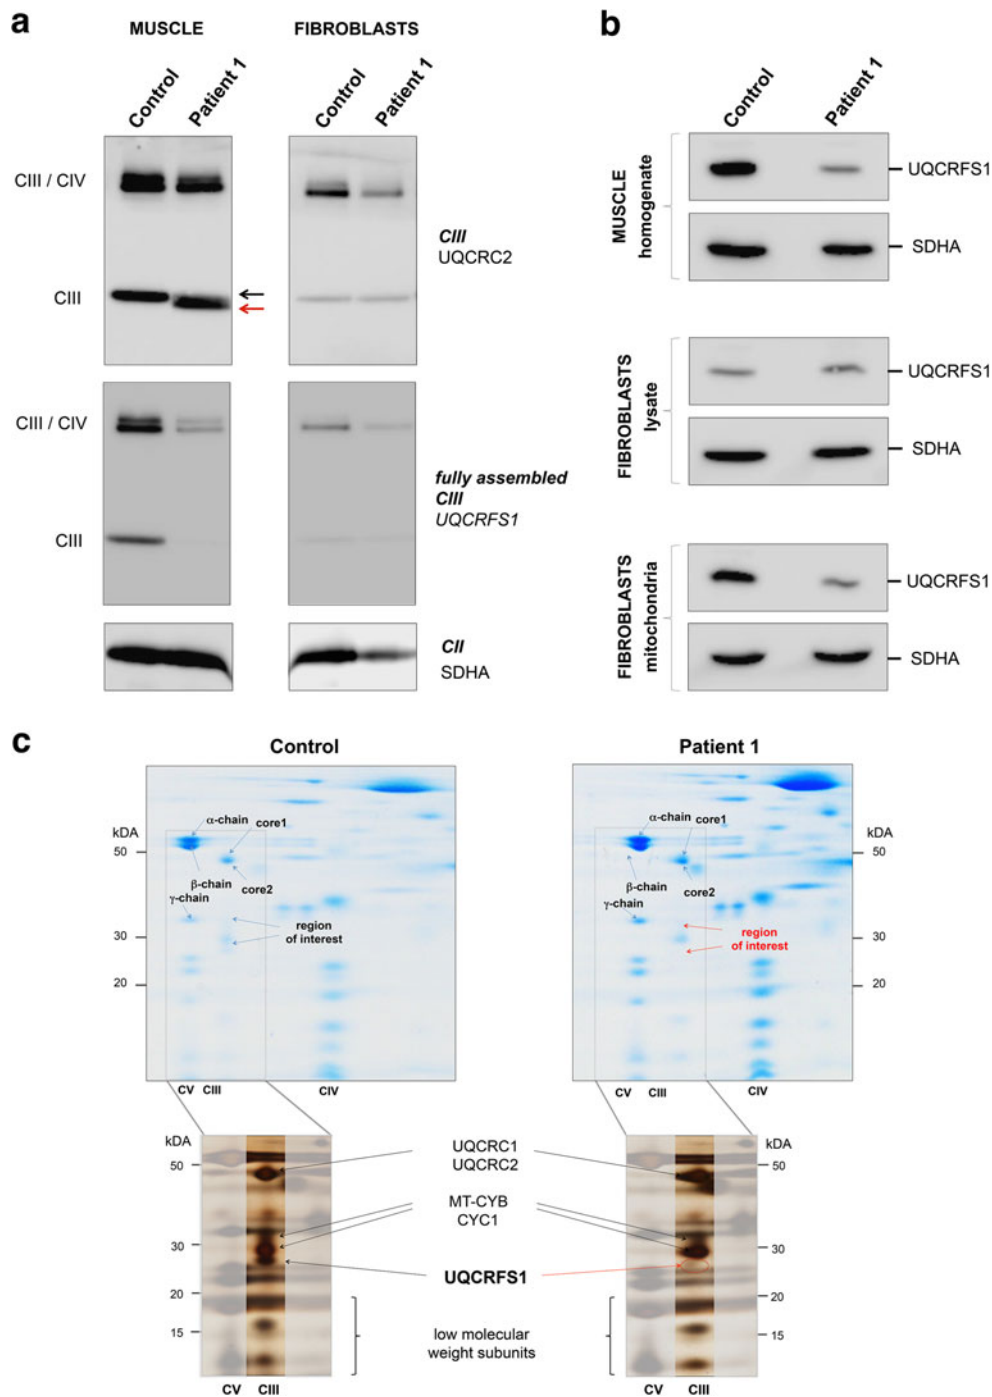 a
MUSCLE
FIBROBLASTS
Control
Patient 1
Control
Patient 1
CIII / CIV
CIII
CIII
UQCRC2
CIII / CIV
CIII
fully assembled
CIII
UQCRFS1
CII
SDHA
b
Control
Patient 1
MUSCLE
homogenate
UQCRFS1
SDHA
FIBROBLASTS
lysate
UQCRFS1
SDHA
FIBROBLASTS
mitochondria
UQCRFS1
SDHA
c
Control
kDA
50
30
20
α-chain
core1
β-chain
core2
γ-chain
region
of interest
CV
CIII
CIV
Patient 1
α-chain
core1
β-chain
core2
γ-chain
region
of interest
kDA
50
30
20
CV
CIII
CIV
kDA
50
30
20
15
CV
CIII
UQCRC1
UQCRC2
MT-CYB
CYC1
UQCRFS1
low molecular
weight subunits
kDA
50
30
20
15
CV
CIII